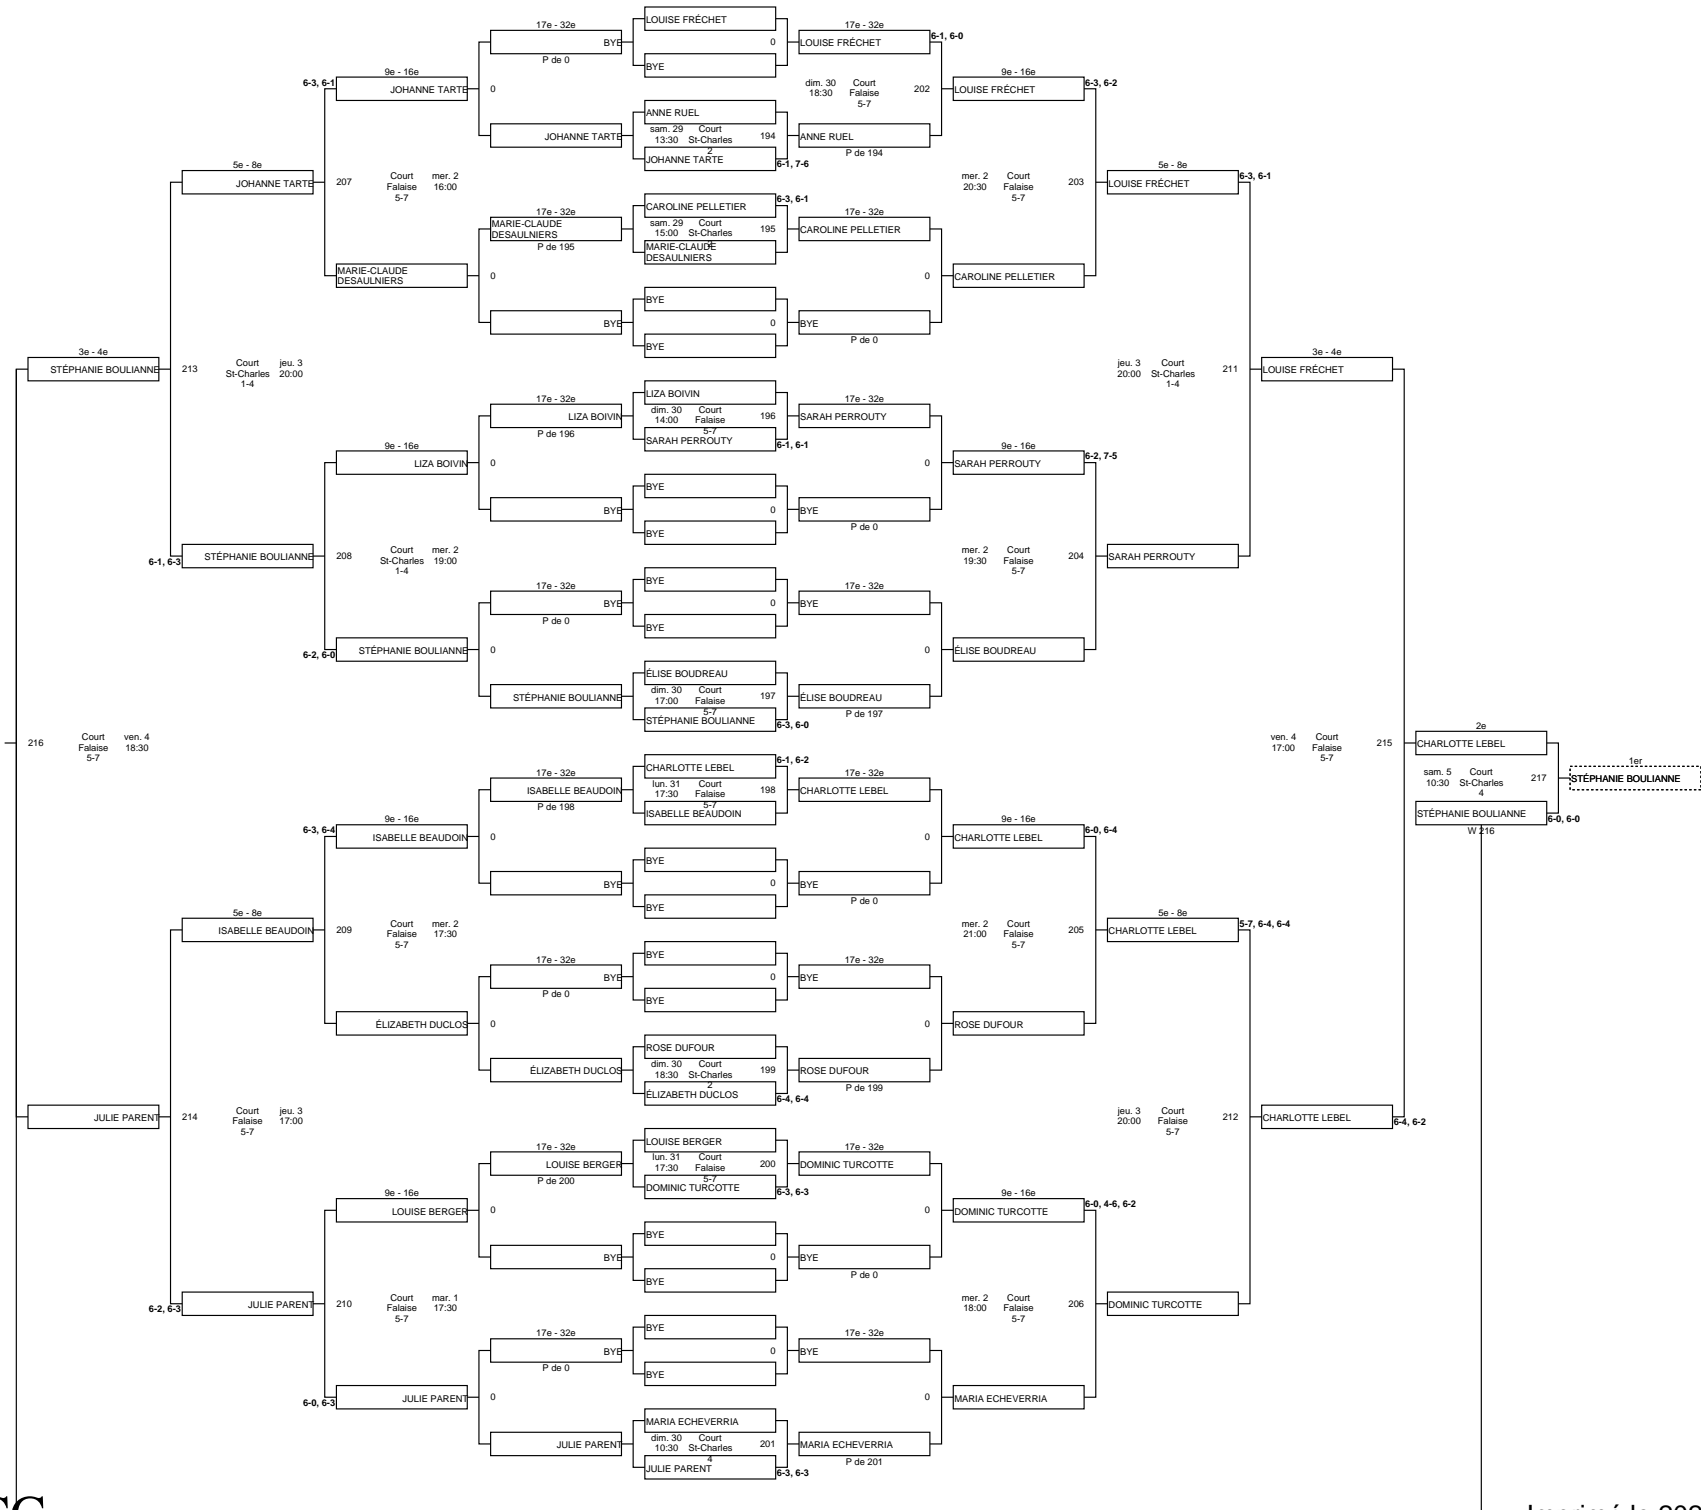 17e - 32e
LOUISE FRÉCHET
17e - 32e
6-1, 6-0
BYE
0
LOUISE FRÉCHET
P de 0
BYE
9e - 16e
dim. 30 Court
9e - 16e
6-3, 6-1
JOHANNE TARTE
0
18:30 Falaise 202
5-7
LOUISE FRÉCHET
6-3, 6-2
ANNE RUEL
JOHANNE TARTE
sam. 29 Court
13:30 St-Charles 194
2
ANNE RUEL
JOHANNE TARTE
6-1, 7-6
P de 194
5e - 8e
5e - 8e
JOHANNE TARTE
207
Court mer. 2
Falaise 16:00
5-7
mer. 2 Court
20:30 Falaise 203
5-7
LOUISE FRÉCHET
6-3, 6-1
17e - 32e
CAROLINE PELLETIER
6-3, 6-1
17e - 32e
MARIE-CLAUDE
DESAULNIERS
sam. 29 Court
15:00 St-Charles 195
2
CAROLINE PELLETIER
P de 195
MARIE-CLAUDE
DESAULNIERS
MARIE-CLAUDE
DESAULNIERS
0
0
CAROLINE PELLETIER
BYE
BYE
0
BYE
BYE
P de 0
3e - 4e
3e - 4e
STÉPHANIE BOULIANNE
213
Court jeu. 3
St-Charles 20:00
1-4
jeu. 3 Court
20:00 St-Charles 211
1-4
LOUISE FRÉCHET
17e - 32e
LIZA BOIVIN
17e - 32e
LIZA BOIVIN
dim. 30 Court
14:00 Falaise 196
5-7
SARAH PERROUTY
P de 196
SARAH PERROUTY
6-1, 6-1
9e - 16e
9e - 16e
LIZA BOIVIN
0
0
SARAH PERROUTY
6-2, 7-5
BYE
BYE
0
BYE
BYE
P de 0
6-1, 6-3
STÉPHANIE BOULIANNE
208
Court mer. 2
St-Charles 19:00
1-4
mer. 2 Court
19:30 Falaise 204
5-7
SARAH PERROUTY
17e - 32e
BYE
17e - 32e
BYE
0
BYE
P de 0
BYE
6-2, 6-0
STÉPHANIE BOULIANNE
0
0
ÉLISE BOUDREAU
ÉLISE BOUDREAU
STÉPHANIE BOULIANNE
dim. 30 Court
17:00 Falaise 197
5-7
ÉLISE BOUDREAU
STÉPHANIE BOULIANNE
6-3, 6-0
P de 197
216
Court ven. 4
Falaise 18:30
5-7
ven. 4 Court
17:00 Falaise 215
5-7
2e
CHARLOTTE LEBEL
1er
sam. 5 Court
10:30 St-Charles 217
4
STÉPHANIE BOULIANNE
STÉPHANIE BOULIANNE
6-0, 6-0
W 216
17e - 32e
CHARLOTTE LEBEL
6-1, 6-2
17e - 32e
ISABELLE BEAUDOIN
lun. 31 Court
17:30 Falaise 198
5-7
CHARLOTTE LEBEL
P de 198
ISABELLE BEAUDOIN
9e - 16e
9e - 16e
6-3, 6-4
ISABELLE BEAUDOIN
0
0
CHARLOTTE LEBEL
6-0, 6-4
BYE
BYE
0
BYE
BYE
P de 0
5e - 8e
5e - 8e
ISABELLE BEAUDOIN
209
Court mer. 2
Falaise 17:30
5-7
mer. 2 Court
21:00 Falaise 205
5-7
CHARLOTTE LEBEL
5-7, 6-4, 6-4
17e - 32e
BYE
17e - 32e
BYE
0
BYE
P de 0
BYE
ÉLIZABETH DUCLOS
0
0
ROSE DUFOUR
ROSE DUFOUR
ÉLIZABETH DUCLOS
dim. 30 Court
18:30 St-Charles 199
2
ROSE DUFOUR
ÉLIZABETH DUCLOS
6-4, 6-4
P de 199
JULIE PARENT
214
Court jeu. 3
Falaise 17:00
5-7
jeu. 3 Court
20:00 Falaise 212
5-7
CHARLOTTE LEBEL
6-4, 6-2
17e - 32e
LOUISE BERGER
17e - 32e
LOUISE BERGER
lun. 31 Court
17:30 Falaise 200
5-7
DOMINIC TURCOTTE
P de 200
DOMINIC TURCOTTE
6-3, 6-3
9e - 16e
9e - 16e
LOUISE BERGER
0
0
DOMINIC TURCOTTE
6-0, 4-6, 6-2
BYE
BYE
0
BYE
BYE
P de 0
6-2, 6-3
JULIE PARENT
210
Court mar. 1
Falaise 17:30
5-7
mer. 2 Court
18:00 Falaise 206
5-7
DOMINIC TURCOTTE
17e - 32e
BYE
17e - 32e
BYE
0
BYE
P de 0
BYE
6-0, 6-3
JULIE PARENT
0
0
MARIA ECHEVERRIA
MARIA ECHEVERRIA
JULIE PARENT
dim. 30 Court
10:30 St-Charles 201
4
MARIA ECHEVERRIA
JULIE PARENT
6-3, 6-3
P de 201